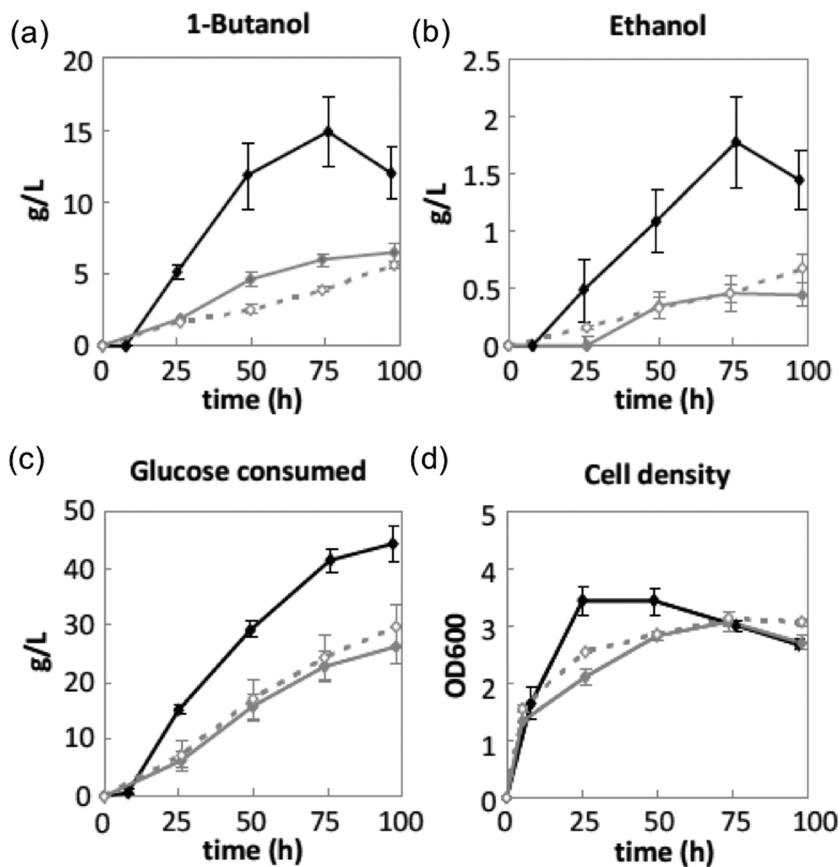 (a) 1-Butanol
20
15
10
5
0
g/L
0 25 50 75 100
time (h)
(b) Ethanol
2.5
2
1.5
1
0.5
0
g/L
0 25 50 75 100
time (h)
(c) Glucose consumed
50
40
30
20
10
0
g/L
0 25 50 75 100
time (h)
(d) Cell density
5
4
3
2
1
0
OD600
0 25 50 75 100
time (h)